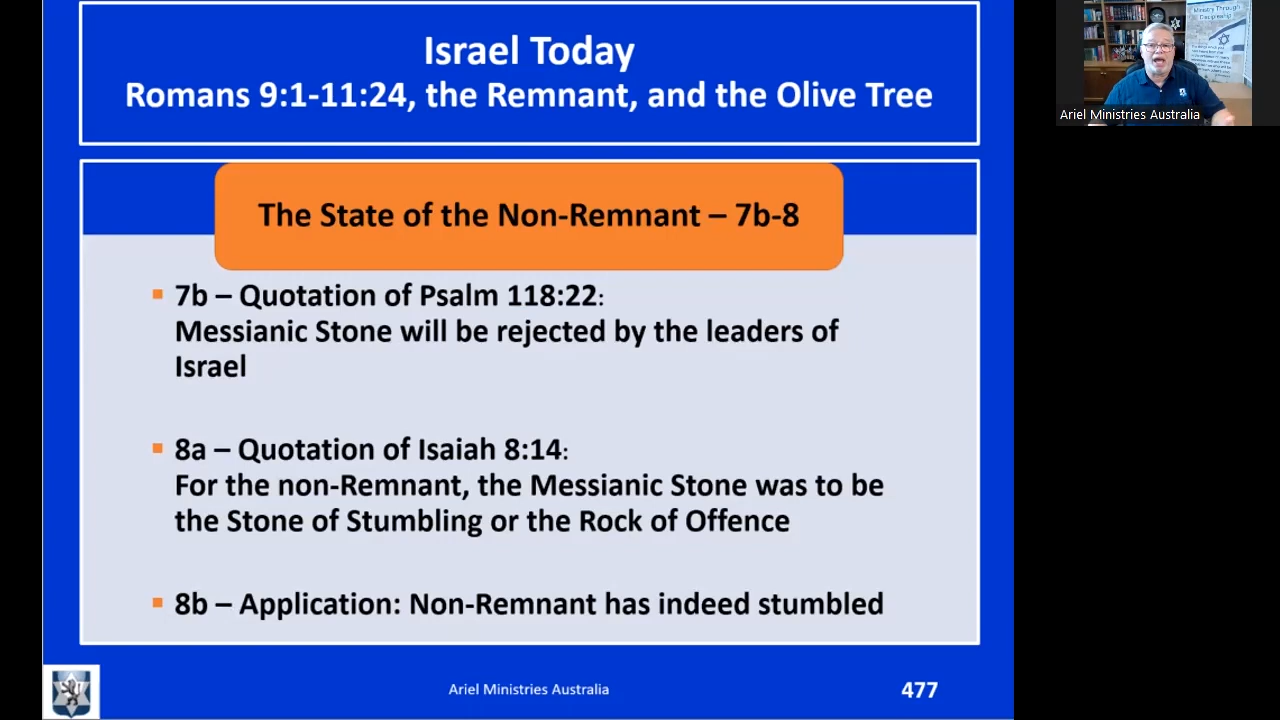 Israel Today
Romans 9:1-11:24, the Remnant, and the Olive Tree
The State of the Non-Remnant – 7b-8
▪ 7b – Quotation of Psalm 118:22:
Messianic Stone will be rejected by the leaders of
Israel
▪ 8a – Quotation of Isaiah 8:14:
For the non-Remnant, the Messianic Stone was to be
the Stone of Stumbling or the Rock of Offence
▪ 8b – Application: Non-Remnant has indeed stumbled
Ariel Ministries Australia
477
Ministry Through
Discipleship
Ariel Ministries Australia